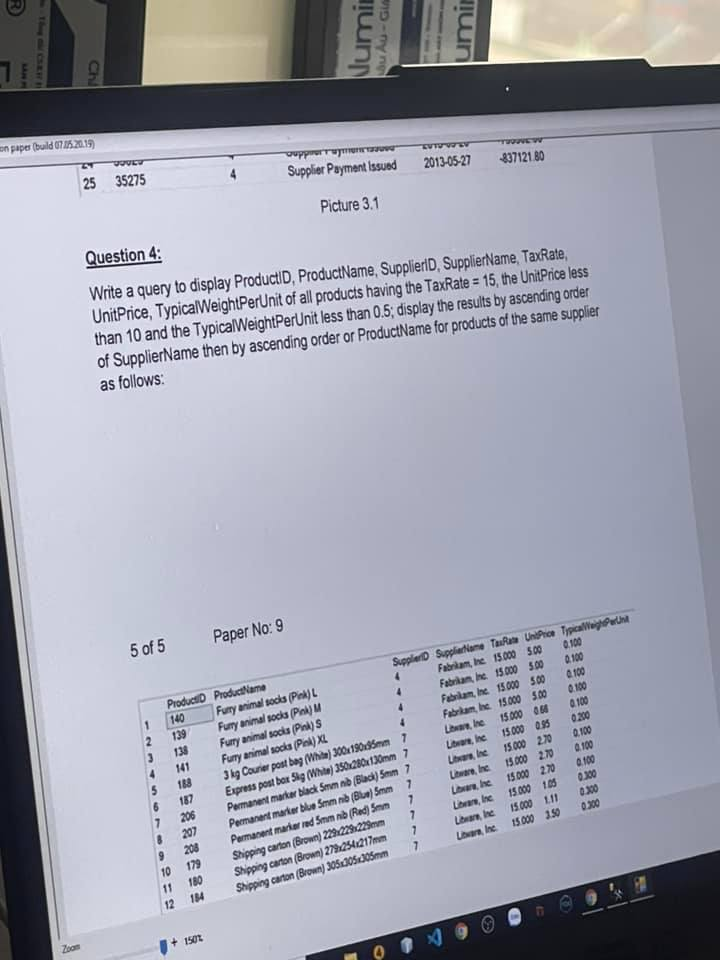 Alumi
umi
on paper (build 07.05.20.19)
25 35275 4 Supplier Payment Issued 2013-05-27 -837121.80
Picture 3.1
Question 4:
Write a query to display ProductID, ProductName, SupplierID, SupplierName, TaxRate,
UnitPrice, TypicalWeightPerUnit of all products having the TaxRate = 15, the UnitPrice less
than 10 and the TypicalWeightPerUnit less than 0.5; display the results by ascending order
of SupplierName then by ascending order or ProductName for products of the same supplier
as follows:
5 of 5 Paper No: 9
ProductID ProductName SupplierID SupplierName TaxRate UnitPrice TypicalWeightPerUnit
1 140 Furry animal socks (Pink) L 4 Fabrikam, Inc. 15.000 5.00 0.100
2 139 Furry animal socks (Pink) M 4 Fabrikam, Inc. 15.000 5.00 0.100
3 138 Furry animal socks (Pink) S 4 Fabrikam, Inc. 15.000 5.00 0.100
4 141 Furry animal socks (Pink) XL 4 Fabrikam, Inc. 15.000 5.00 0.100
5 188 3 kg Courier post bag (White) 300x190x95mm 7 Litware, Inc. 15.000 0.66 0.100
6 187 Express post box 5kg (White) 350x280x130mm 7 Litware, Inc. 15.000 0.95 0.200
7 206 Permanent marker black 5mm nib (Black) 5mm 7 Litware, Inc. 15.000 2.70 0.100
8 207 Permanent marker blue 5mm nib (Blue) 5mm 7 Litware, Inc. 15.000 2.70 0.100
9 208 Permanent marker red 5mm nib (Red) 5mm 7 Litware, Inc. 15.000 2.70 0.100
10 179 Shipping carton (Brown) 229x229x229mm 7 Litware, Inc. 15.000 1.05 0.300
11 180 Shipping carton (Brown) 279x254x217mm 7 Litware, Inc. 15.000 1.11 0.300
12 184 Shipping carton (Brown) 305x305x305mm 7 Litware, Inc. 15.000 3.50 0.300
Zoom + 150%